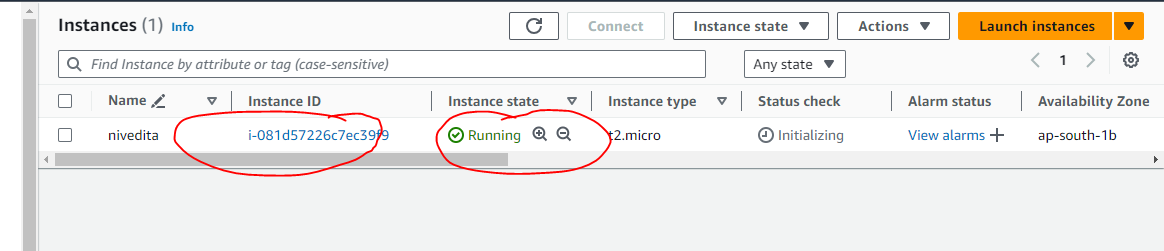 Instances (1) Info Connect Instance state Actions Launch instances
Find Instance by attribute or tag (case-sensitive) Any state 1
Name Instance ID Instance state Instance type Status check Alarm status Availability Zone
nivedita i-081d57226c7ec39f9 Running t2.micro Initializing View alarms ap-south-1b